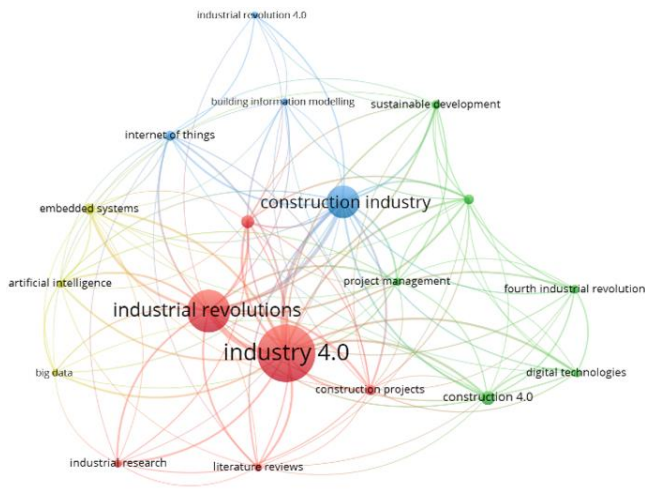 industrial revolution 4.0
building information modelling
sustainable development
internet of things
construction industry
embedded systems
artificial intelligence
project management
fourth industrial revolution
industrial revolutions
industry 4.0
big data
digital technologies
construction projects
construction 4.0
industrial research
literature reviews